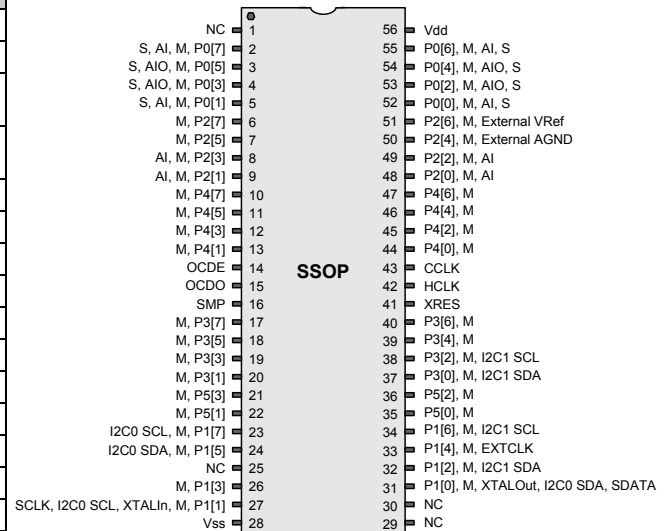 NC 1
S, AI, M, P0[7] 2
S, AIO, M, P0[5] 3
S, AIO, M, P0[3] 4
S, AI, M, P0[1] 5
M, P2[7] 6
M, P2[5] 7
AI, M, P2[3] 8
AI, M, P2[1] 9
M, P4[7] 10
M, P4[5] 11
M, P4[3] 12
M, P4[1] 13
OCDE 14
OCDO 15
SMP 16
M, P3[7] 17
M, P3[5] 18
M, P3[3] 19
M, P3[1] 20
M, P5[3] 21
M, P5[1] 22
I2C0 SCL, M, P1[7] 23
I2C0 SDA, M, P1[5] 24
NC 25
M, P1[3] 26
SCLK, I2C0 SCL, XTALIn, M, P1[1] 27
Vss 28
SSOP
56 Vdd
55 P0[6], M, AI, S
54 P0[4], M, AIO, S
53 P0[2], M, AIO, S
52 P0[0], M, AI, S
51 P2[6], M, External VRef
50 P2[4], M, External AGND
49 P2[2], M, AI
48 P2[0], M, AI
47 P4[6], M
46 P4[4], M
45 P4[2], M
44 P4[0], M
43 CCLK
42 HCLK
41 XRES
40 P3[6], M
39 P3[4], M
38 P3[2], M, I2C1 SCL
37 P3[0], M, I2C1 SDA
36 P5[2], M
35 P5[0], M
34 P1[6], M, I2C1 SCL
33 P1[4], M, EXTCLK
32 P1[2], M, I2C1 SDA
31 P1[0], M, XTALOut, I2C0 SDA, SDATA
30 NC
29 NC